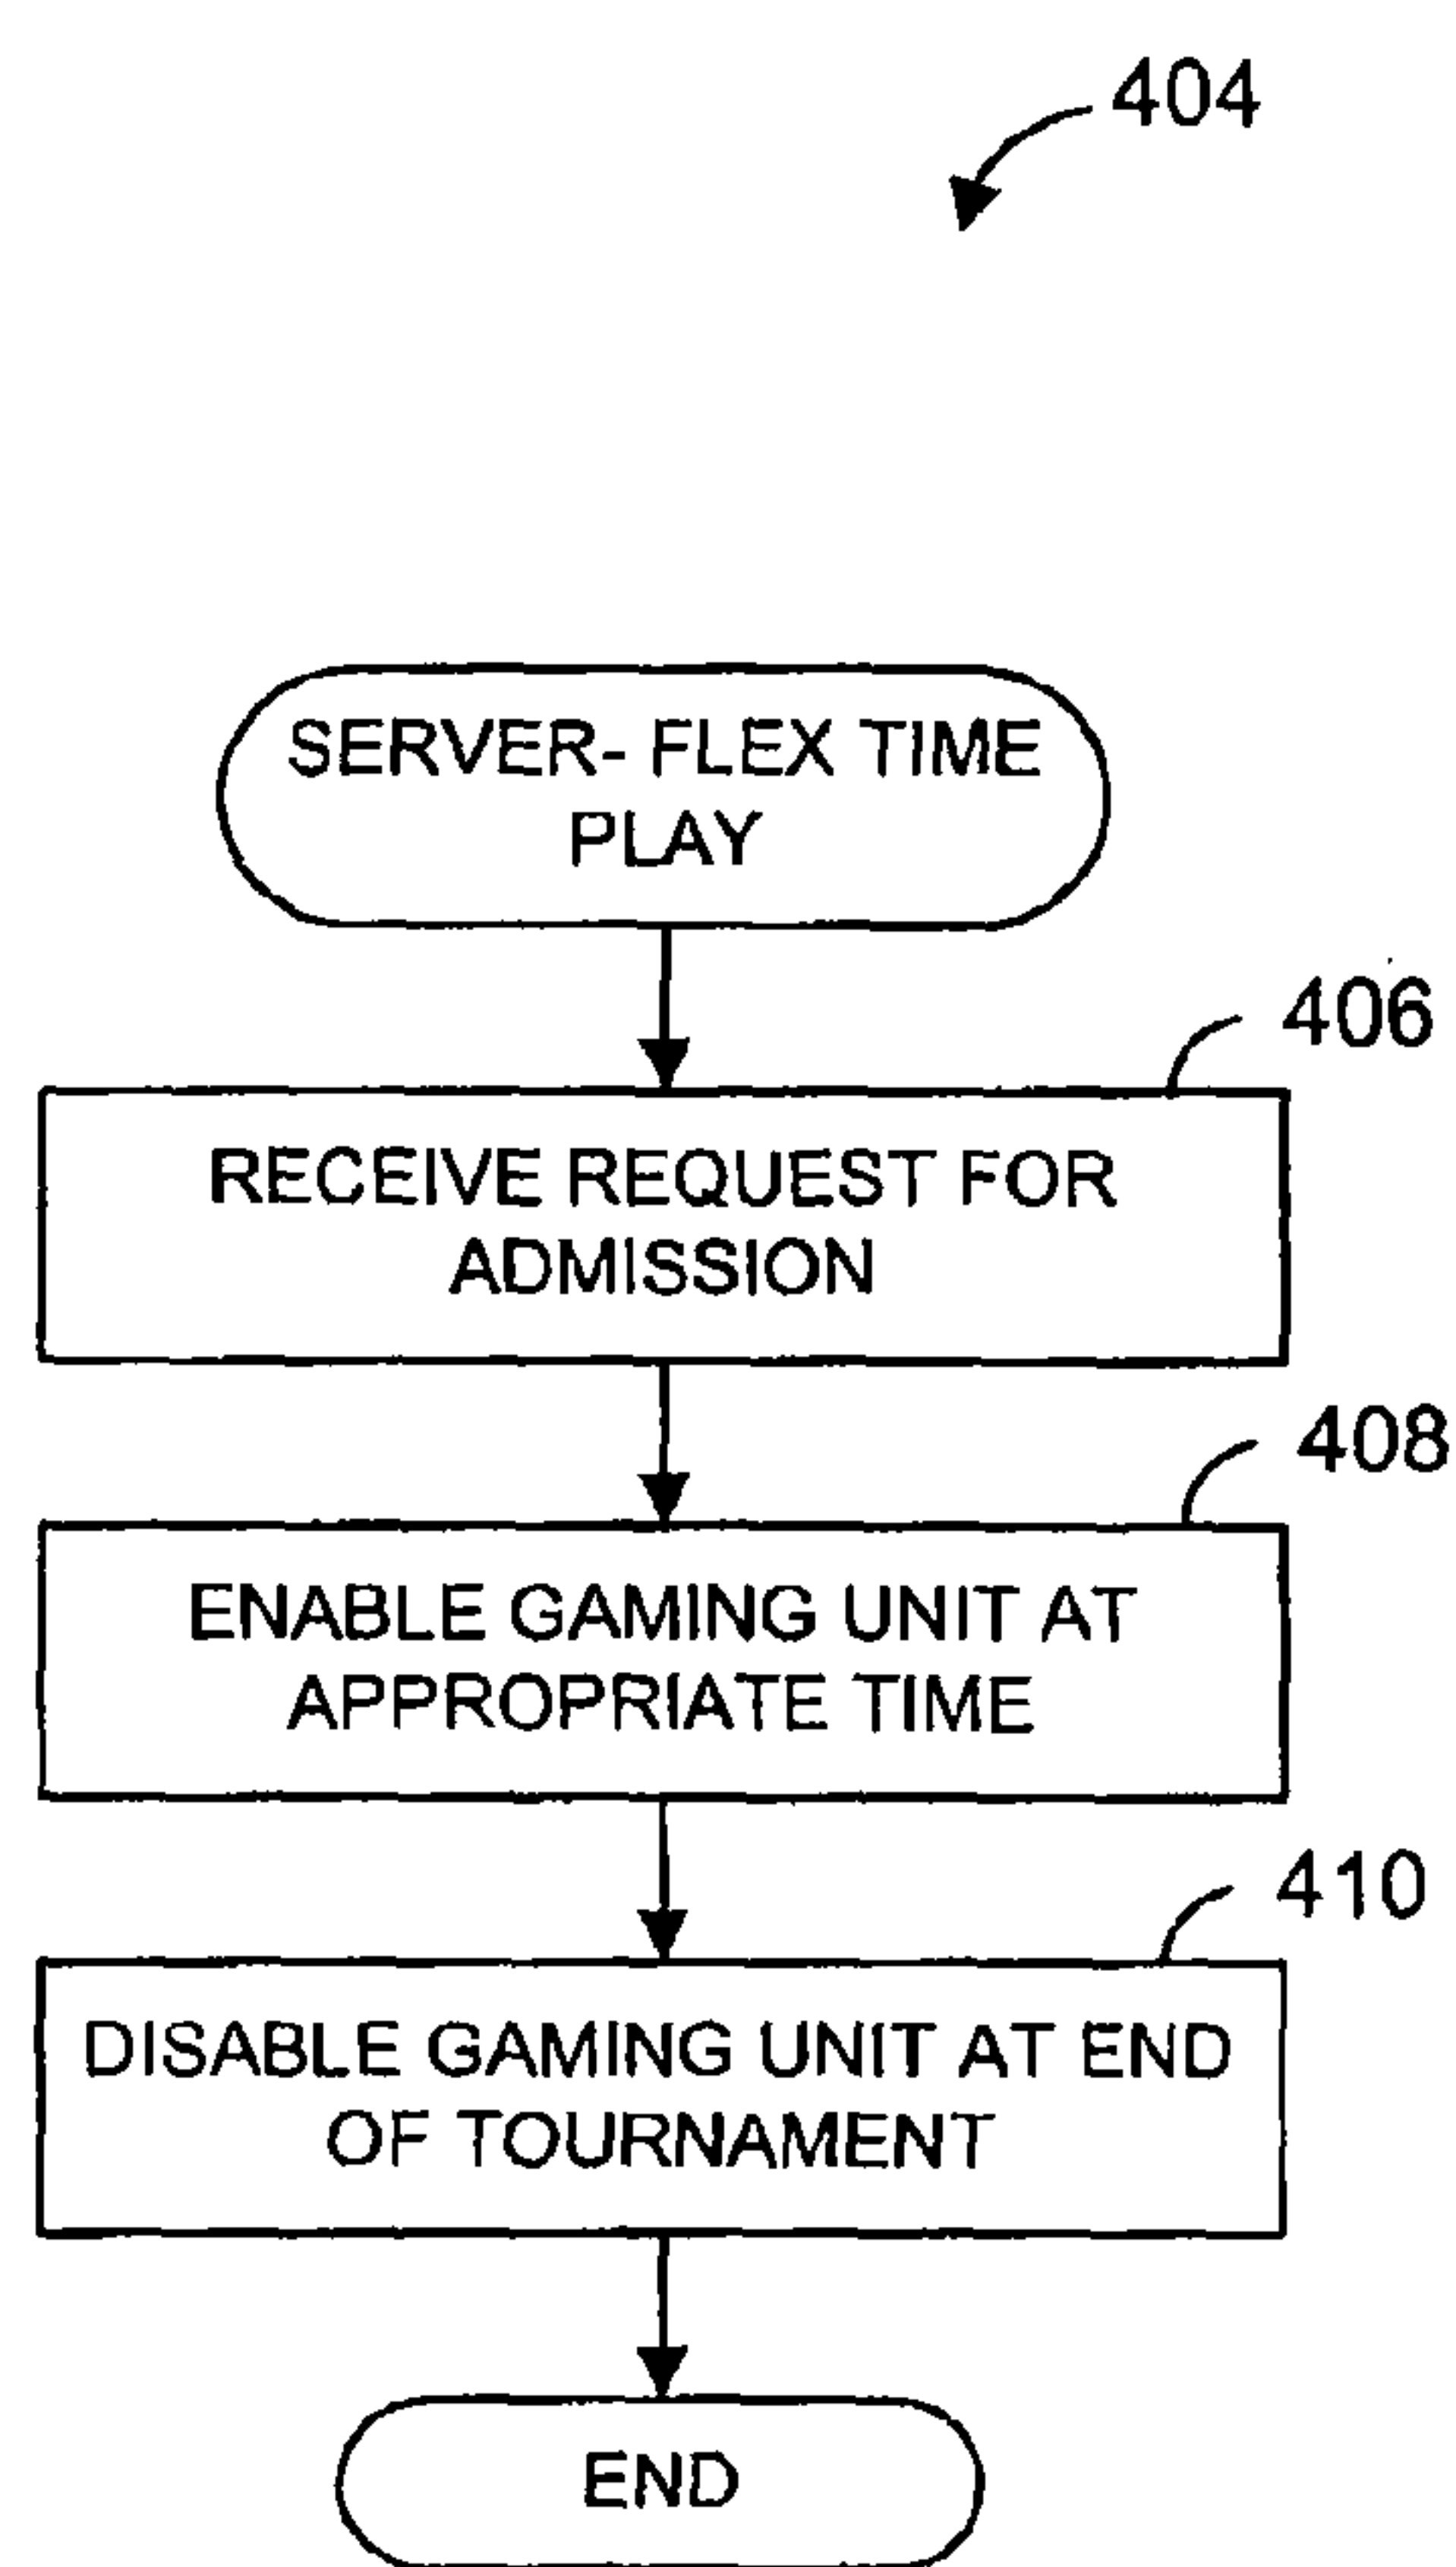 404
SERVER- FLEX TIME
PLAY
406
RECEIVE REQUEST FOR
ADMISSION
408
ENABLE GAMING UNIT AT
APPROPRIATE TIME
410
DISABLE GAMING UNIT AT END
OF TOURNAMENT
END